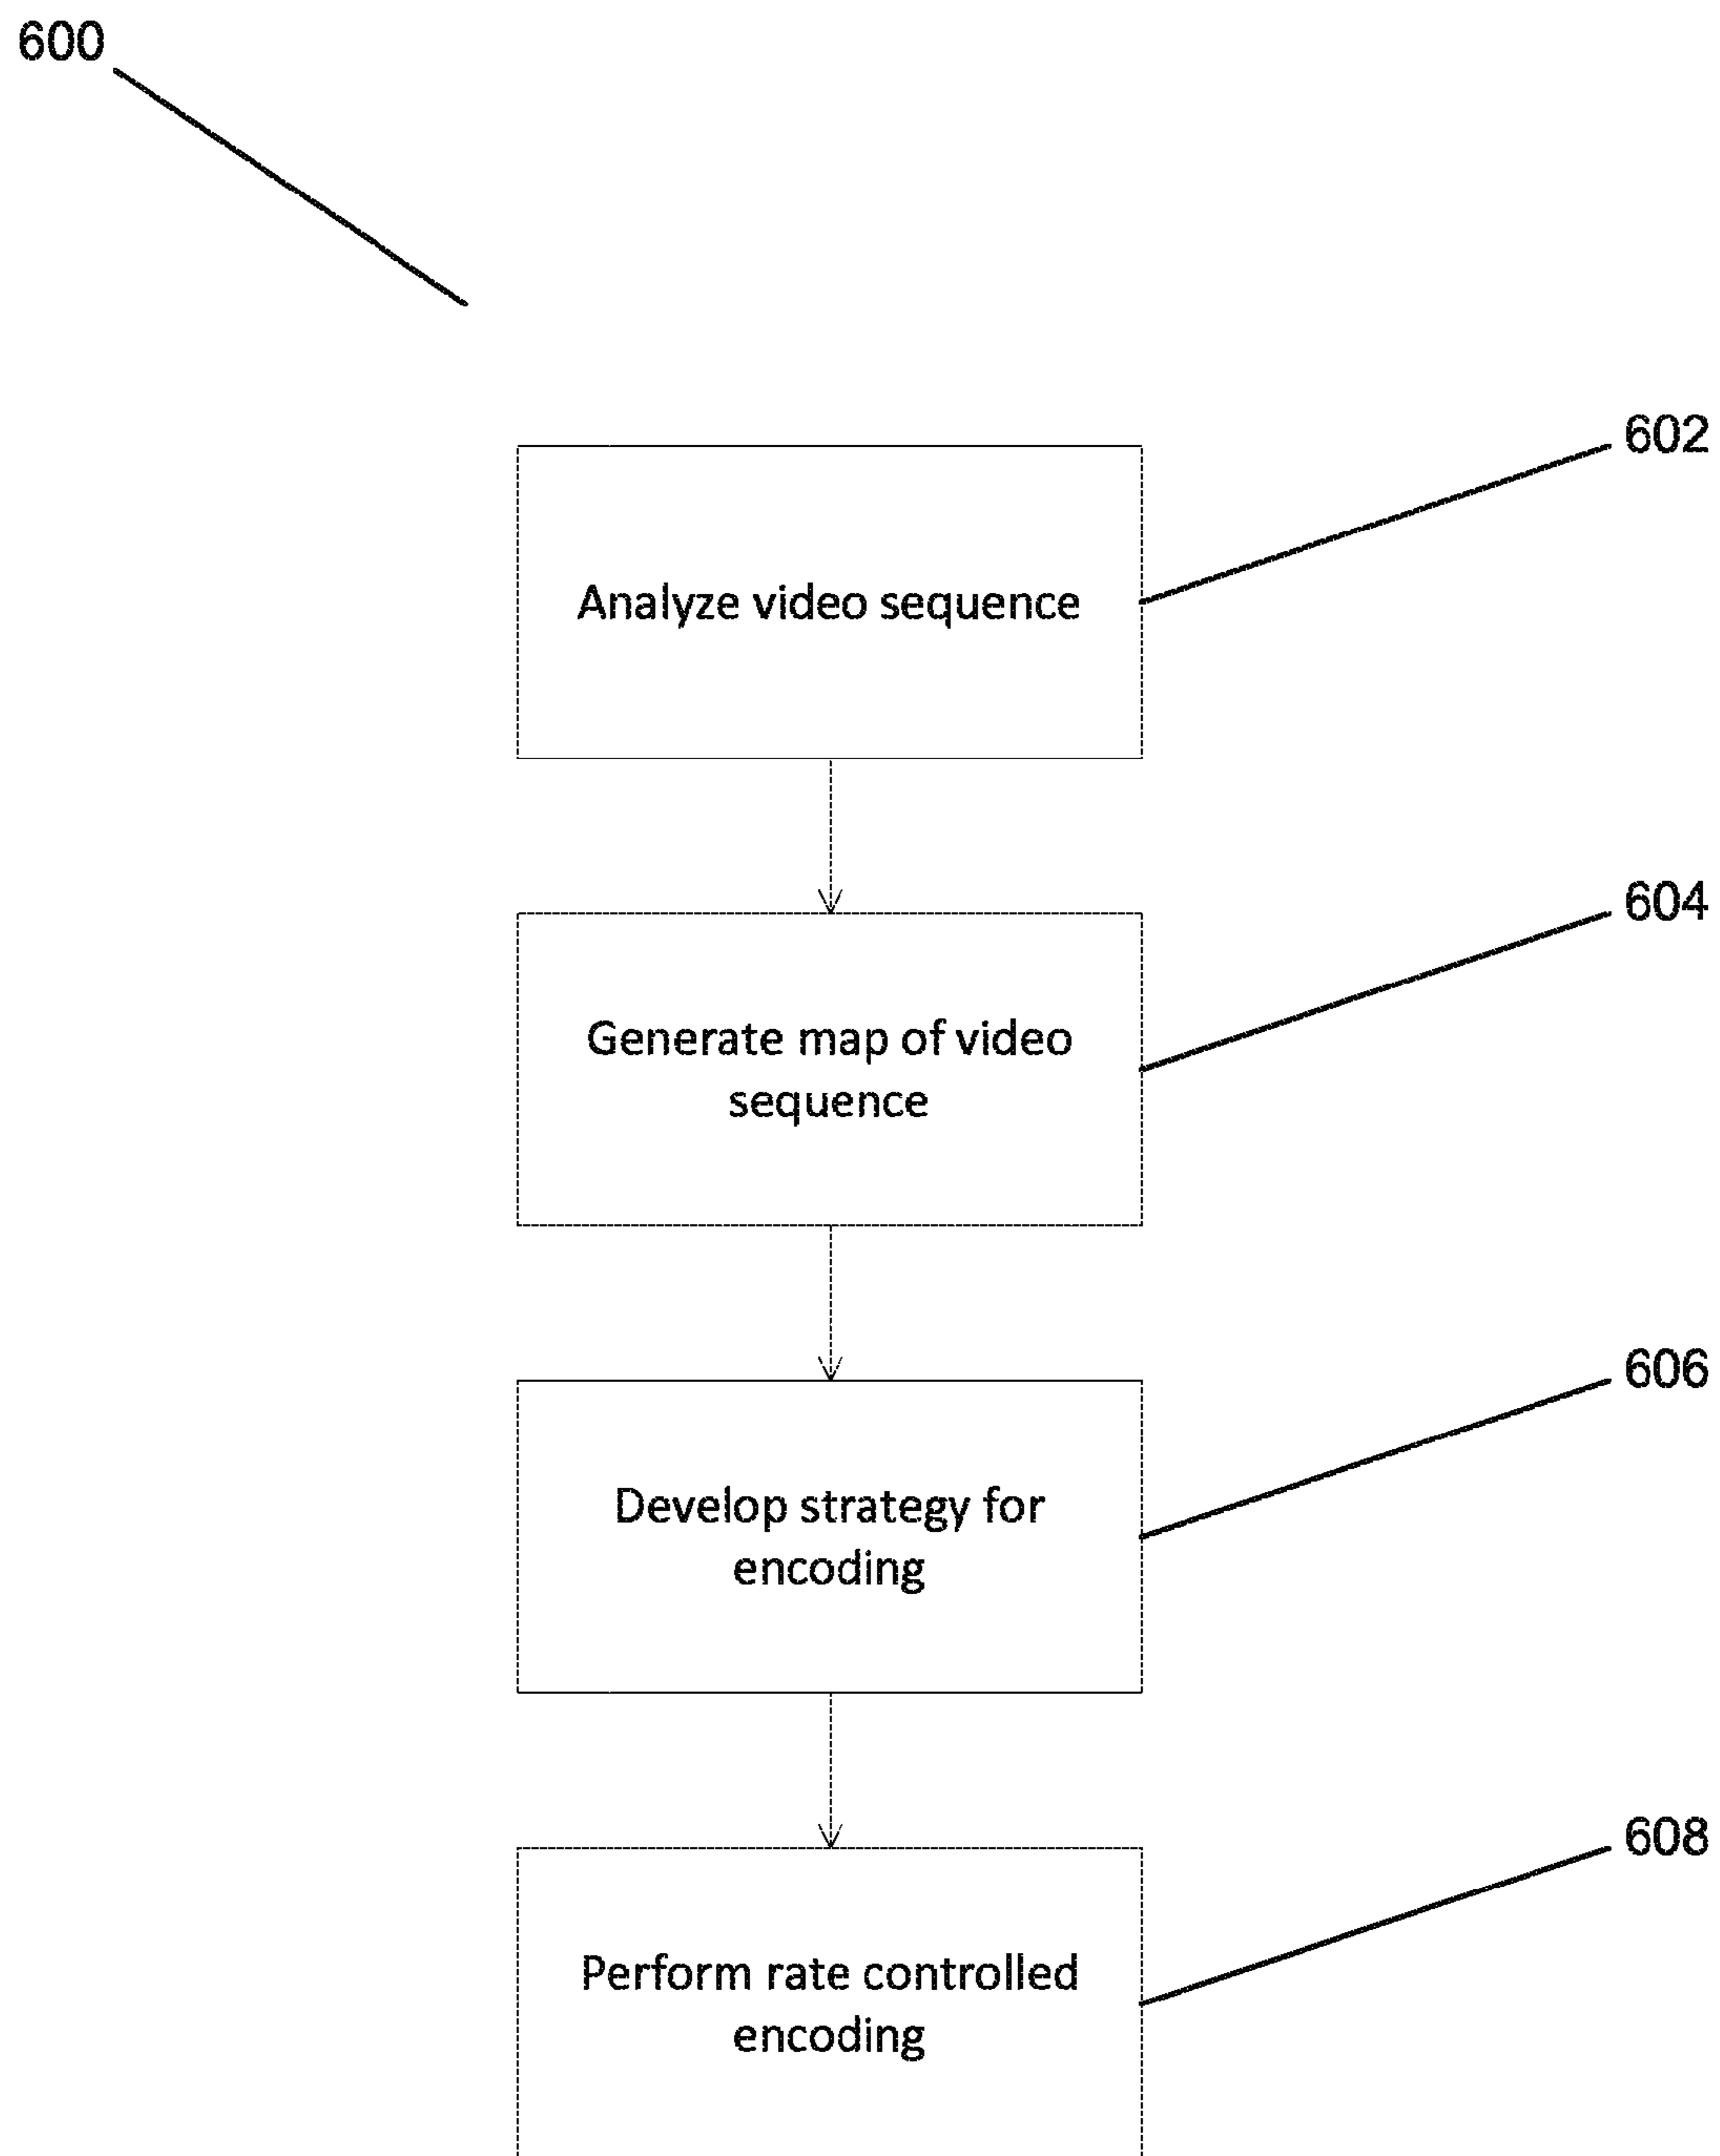 600
602
Analyze video sequence
604
Generate map of video
sequence
606
Develop strategy for
encoding
608
Perform rate controlled
encoding